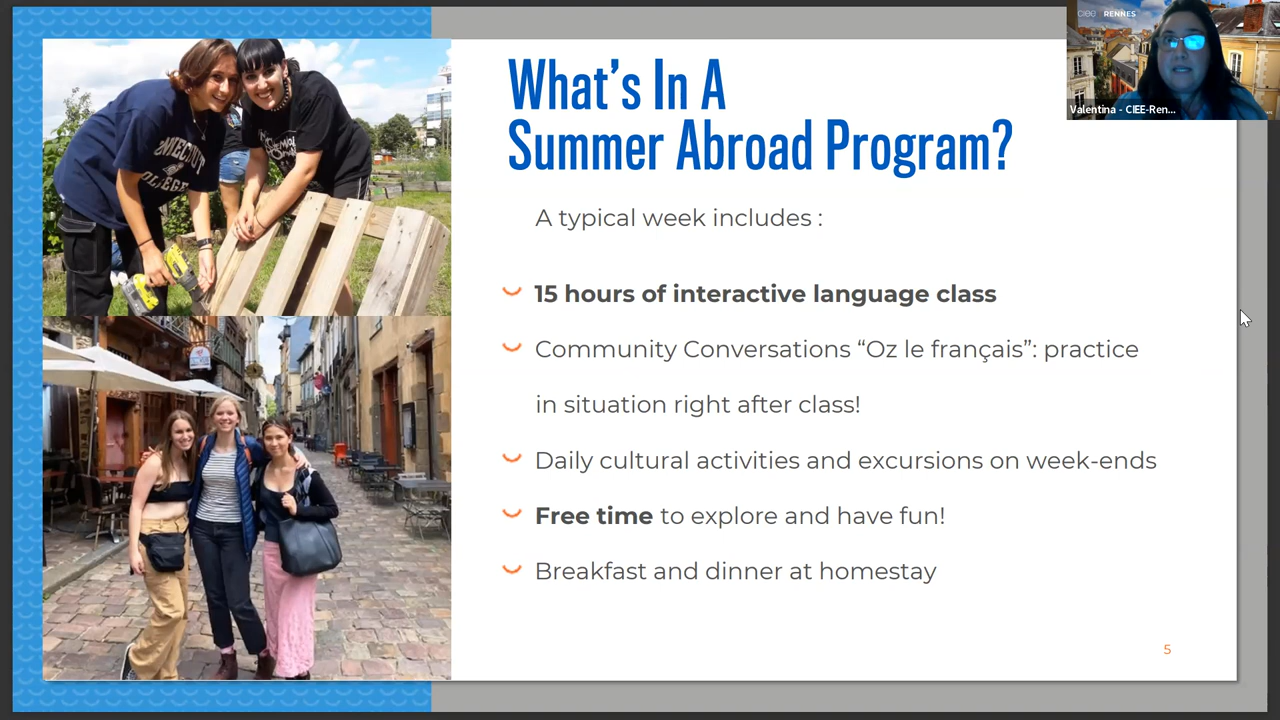 ciee RENNES
Valentina - CIEE-Ren...
What's In A
Summer Abroad Program?
A typical week includes :
15 hours of interactive language class
Community Conversations “Oz le français”: practice
in situation right after class!
Daily cultural activities and excursions on week-ends
Free time to explore and have fun!
Breakfast and dinner at homestay
5
COLLEGE